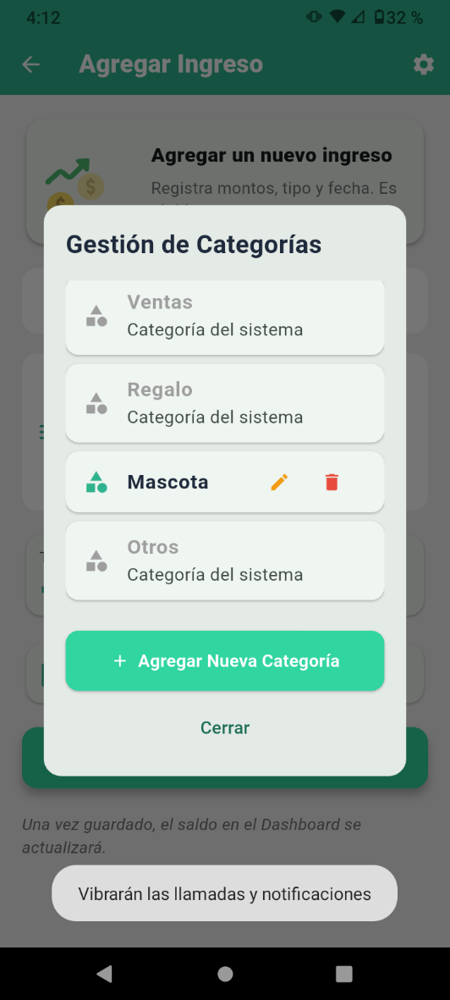 4:12
32 %
Agregar Ingreso
Agregar un nuevo ingreso
Registra montos, tipo y fecha. Es
Gestión de Categorías
Ventas
Categoría del sistema
Regalo
Categoría del sistema
Mascota
Otros
Categoría del sistema
+ Agregar Nueva Categoría
Cerrar
Una vez guardado, el saldo en el Dashboard se
actualizará.
Vibrarán las llamadas y notificaciones